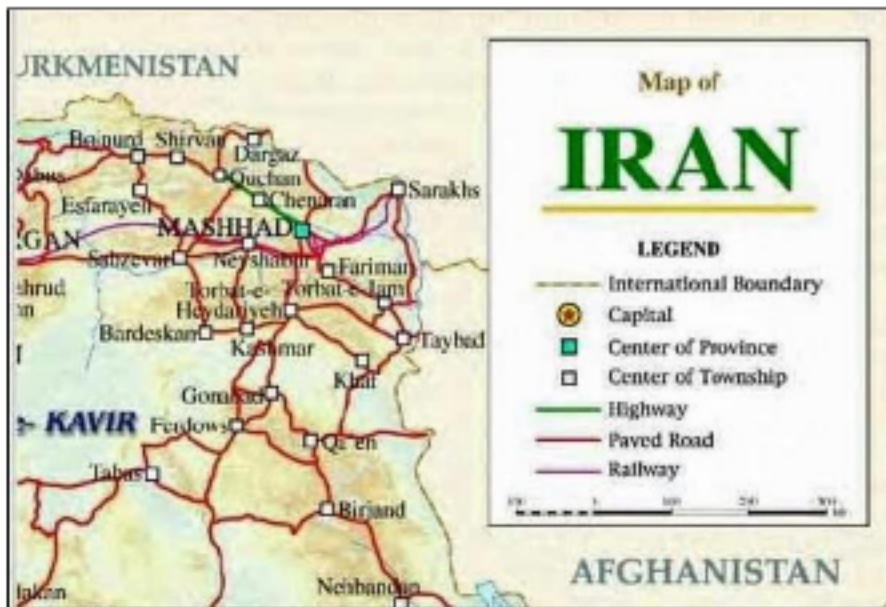 URKMENISTAN
Bojnurd
Shirvan
Dargaz
Quchan
Esfarayen
Chenaran
Sarakhs
MASHHAD
GAN
Sabzevar
Neyshabur
Fariman
Torbat-e-
Heydariyeh
Torbat-e-Jam
Bardeskan
Kashmar
Taybad
Khaf
Gonabad
e- KAVIR
Ferdows
Qa'en
Tabas
Birjand
Nehbandan
AFGHANISTAN
Map of
IRAN
LEGEND
International Boundary
Capital
Center of Province
Center of Township
Highway
Paved Road
Railway